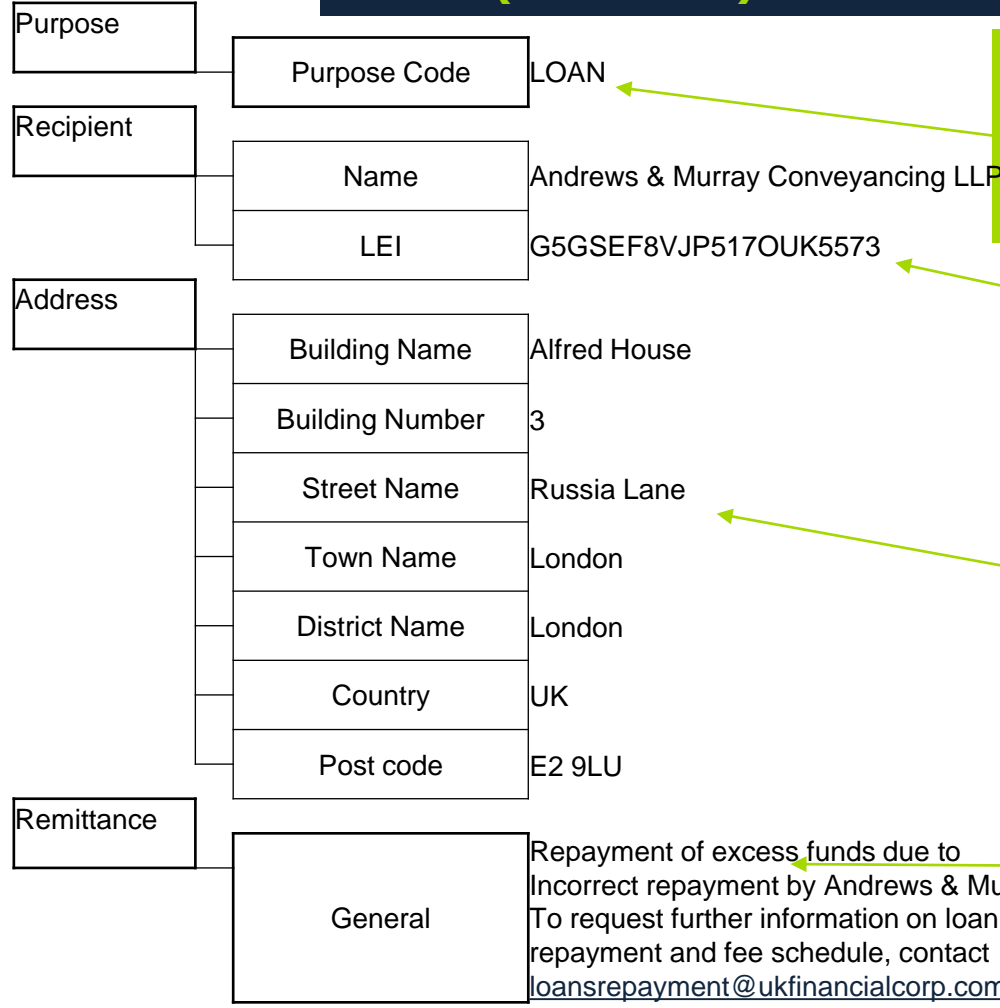 Purpose
Purpose Code LOAN
Recipient
Name Andrews & Murray Conveyancing LLP
LEI G5GSEF8VJP517OUK5573
Address
Building Name Alfred House
Building Number 3
Street Name Russia Lane
Town Name London
District Name London
Country UK
Post code E2 9LU
Remittance
General
Repayment of excess funds due to
Incorrect repayment by Andrews & Mu
To request further information on loan
repayment and fee schedule, contact
loansrepayment@ukfinancialcorp.com